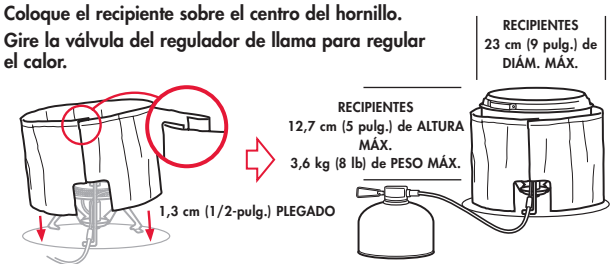 Coloque el recipiente sobre el centro del hornillo.
Gire la válvula del regulador de llama para regular
el calor.
RECIPIENTES
23 cm (9 pulg.) de
DIÁM. MÁX.
RECIPIENTES
12,7 cm (5 pulg.) de ALTURA
MÁX.
3,6 kg (8 lb) de PESO MÁX.
1,3 cm (1/2-pulg.) PLEGADO